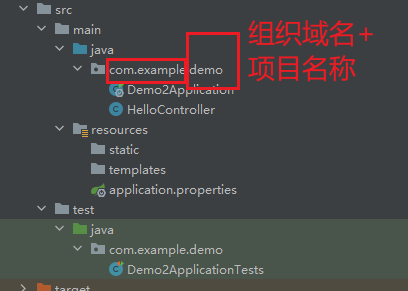 src
main
java
com.example.demo
Demo2Application
HelloController
resources
static
templates
application.properties
test
java
com.example.demo
Demo2ApplicationTests
target
组织域名+
项目名称